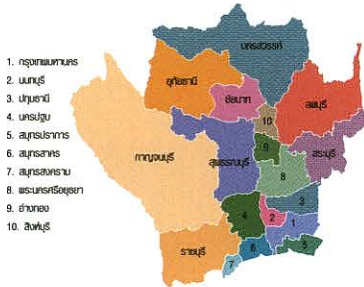 1. กรุงเทพมหานคร
2. นนทบุรี
3. ปทุมธานี
4. นครปฐม
5. สมุทรปราการ
6. สมุทรสาคร
7. สมุทรสงคราม
8. พระนครศรีอยุธยา
9. อ่างทอง
10. สิงห์บุรี
นครสวรรค์
อุทัยธานี
ชัยนาท
ลพบุรี
10
กาญจนบุรี
สุพรรณบุรี
9
สระบุรี
8
3
4
2
1
ราชบุรี
6
5
7